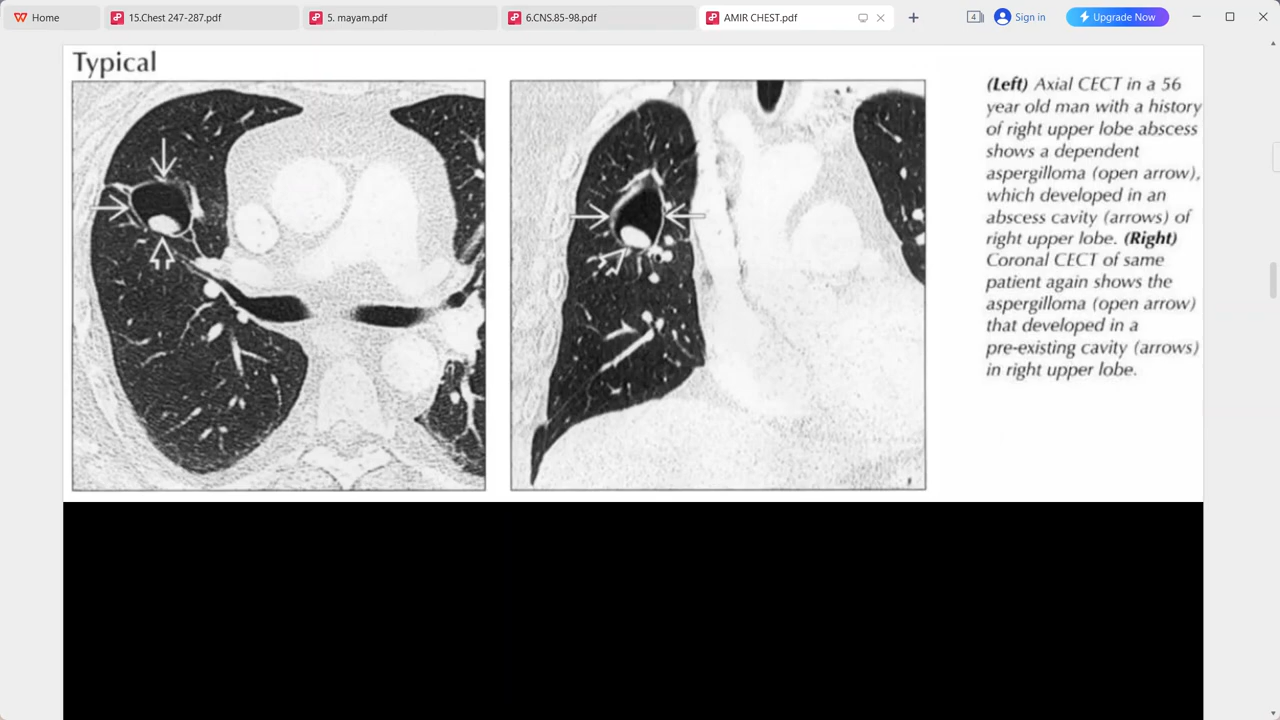 Home
15.Chest 247-287.pdf
5. mayam.pdf
6.CNS.85-98.pdf
AMIR CHEST.pdf
4
Sign in
Upgrade Now
Typical
(Left) Axial CECT in a 56
year old man with a history
of right upper lobe abscess
shows a dependent
aspergilloma (open arrow),
which developed in an
abscess cavity (arrows) of
right upper lobe. (Right)
Coronal CECT of same
patient again shows the
aspergilloma (open arrow)
that developed in a
pre-existing cavity (arrows)
in right upper lobe.